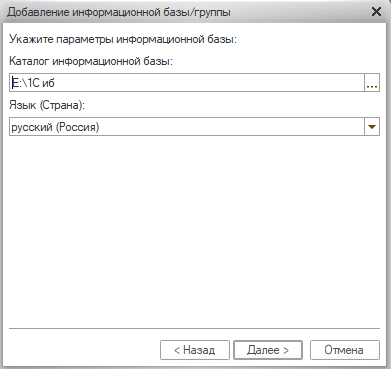 Добавление информационной базы/группы
Укажите параметры информационной базы:
Каталог информационной базы:
E:\1С иб
...
Язык (Страна):
русский (Россия)
< Назад
Далее >
Отмена